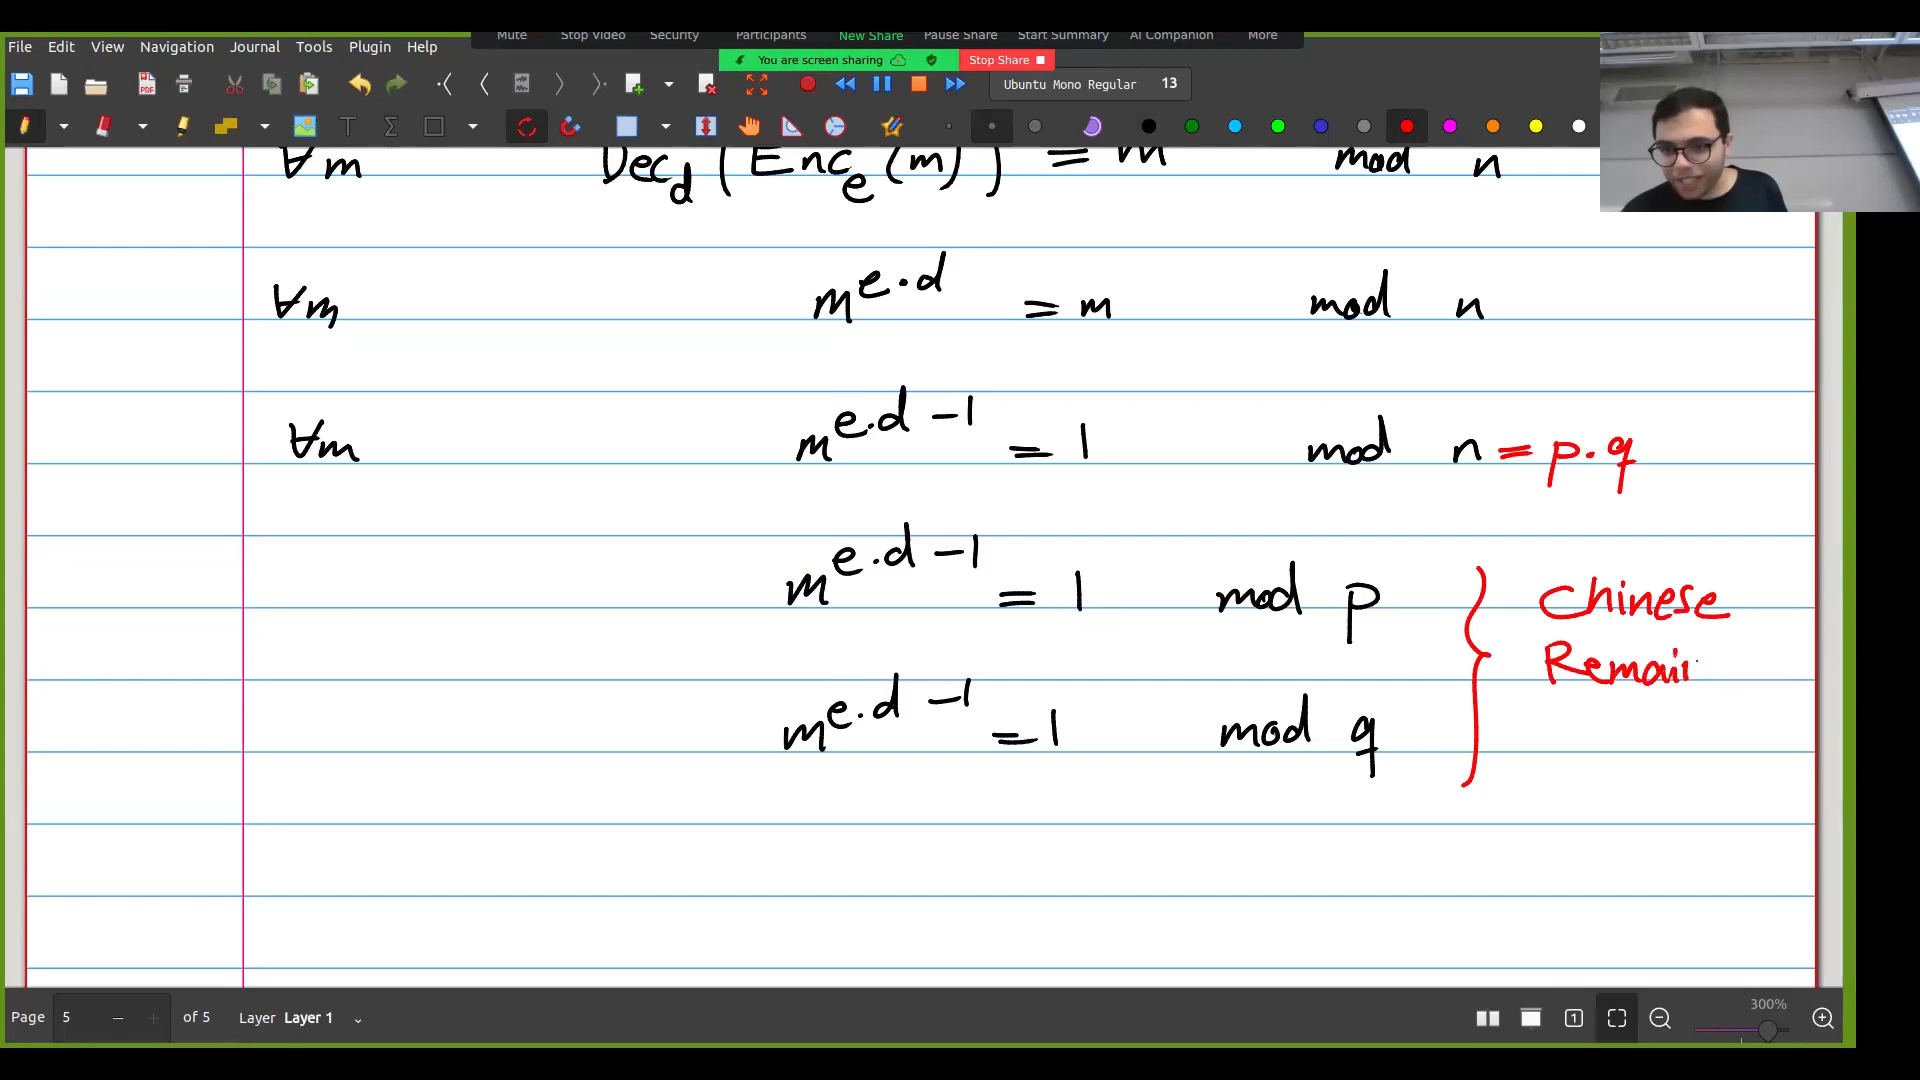 Mute Stop Video Security Participants New Share Pause Share Start Summary AI Companion More
File Edit View Navigation Journal Tools Plugin Help
You are screen sharing Stop Share
Ubuntu Mono Regular 13
∀m Dec_d (Enc_e (m)) = m mod n
∀m m^{e·d} = m mod n
∀m m^{e·d -1} = 1 mod n = p·q
m^{e·d -1} = 1 mod p
Chinese
Remain
m^{e·d -1} = 1 mod q
Page 5 of 5 Layer Layer 1 300%